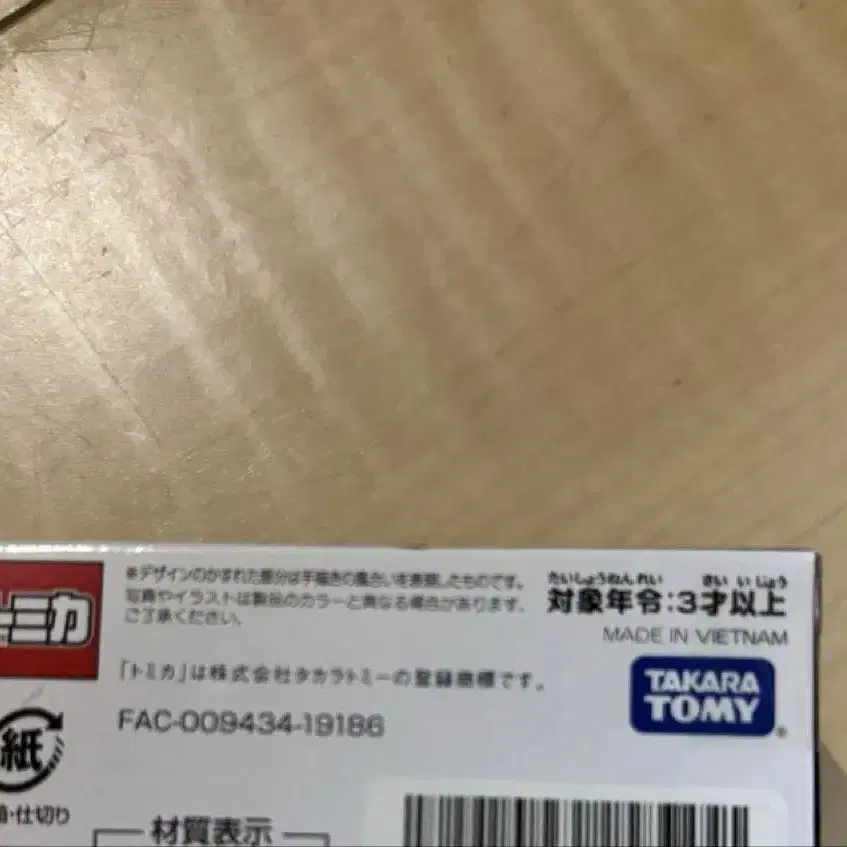 ※デザインのかすれた部分は手描きの風合いを表現したものです。
写真やイラストは製品のカラーと異なる場合があります。
ご了承ください。
たいしょうねんれい さい いじょう
対象年令:3才以上
MADE IN VIETNAM
トミカ
「トミカ」は株式会社タカラトミーの登録商標です。
TAKARA
TOMY
®
FAC-009434-19186
紙
箱・仕切り
材質表示